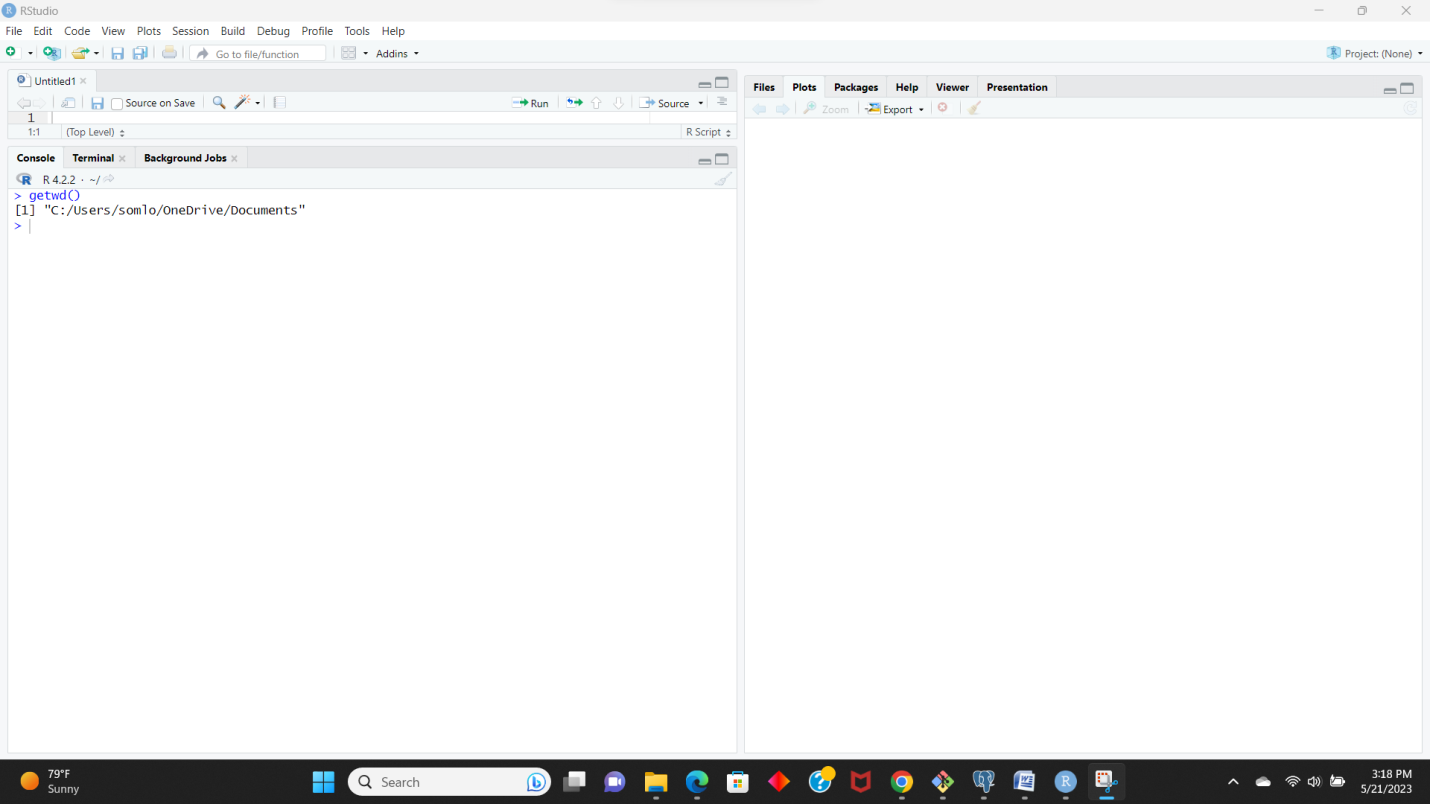 RStudio
File Edit Code View Plots Session Build Debug Profile Tools Help
Go to file/function Addins Project: (None)
Untitled1
Source on Save Run Source
1
1:1 (Top Level) R Script
Console Terminal Background Jobs
R 4.2.2 · ~/
> getwd()
[1] "C:/Users/somlo/OneDrive/Documents"
>
Files Plots Packages Help Viewer Presentation
Zoom Export
79°F
Sunny
Search
3:18 PM
5/21/2023